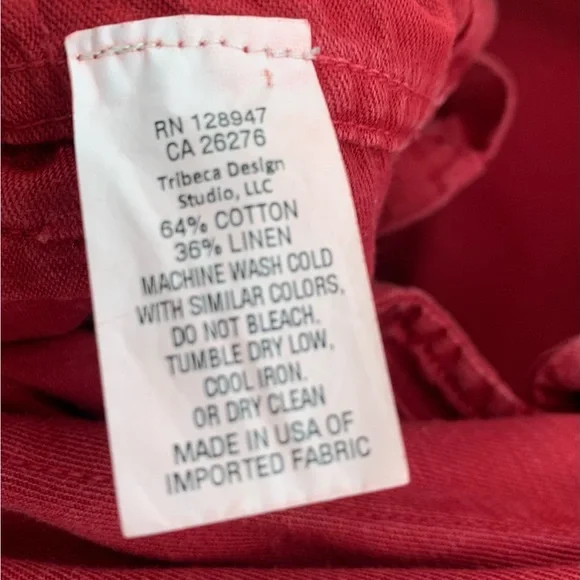 RN 128947
CA 26276
Tribeca Design
Studio, LLC
64% COTTON
36% LINEN
MACHINE WASH COLD
WITH SIMILAR COLORS,
DO NOT BLEACH.
TUMBLE DRY LOW,
COOL IRON.
OR DRY CLEAN
MADE IN USA OF
IMPORTED FABRIC